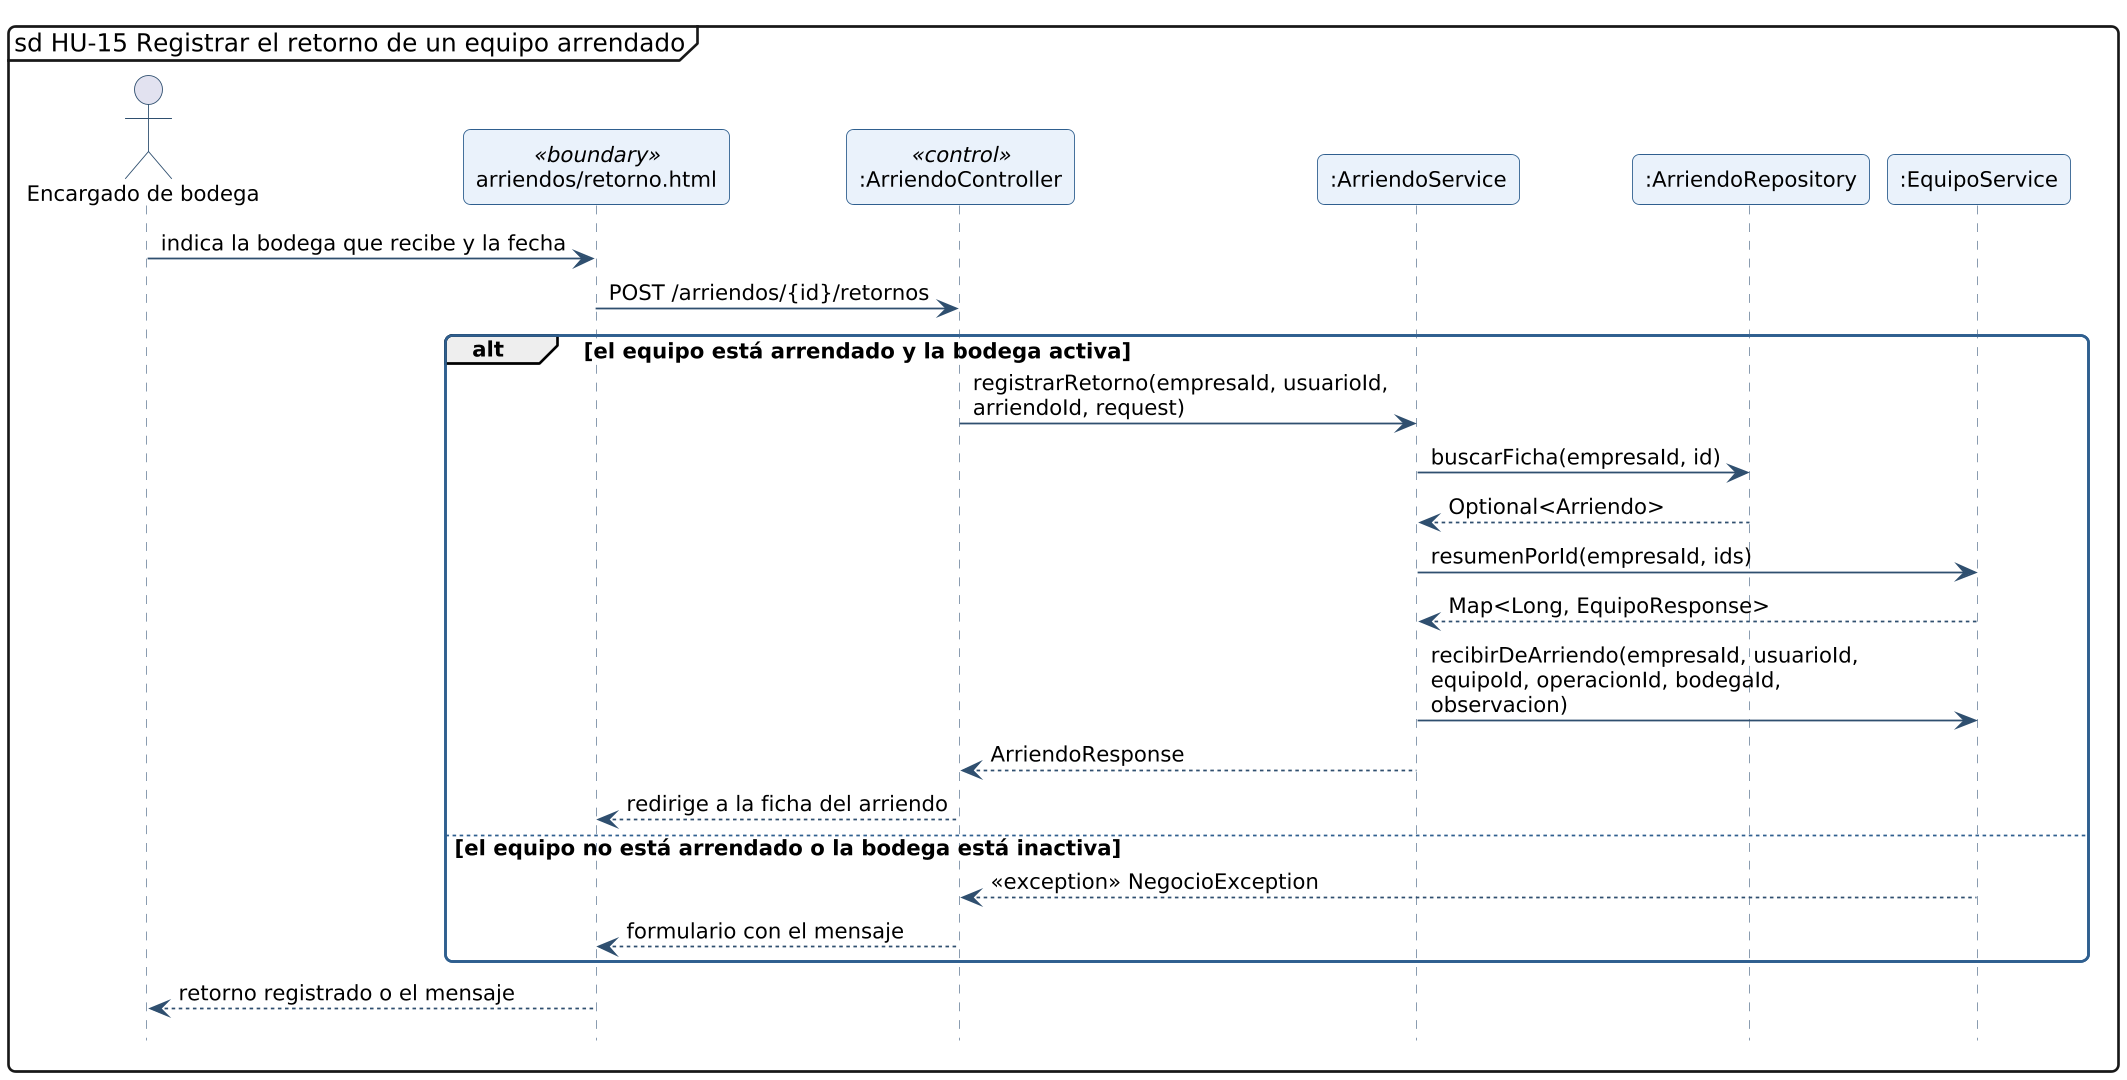 sd HU-15 Registrar el retorno de un equipo arrendado
Encargado de bodega
«boundary»
arriendos/retorno.html
«control»
:ArriendoController
:ArriendoService
:ArriendoRepository
:EquipoService
indica la bodega que recibe y la fecha
POST /arriendos/{id}/retornos
alt
[el equipo está arrendado y la bodega activa]
registrarRetorno(empresaId, usuarioId,
arriendoId, request)
buscarFicha(empresaId, id)
Optional<Arriendo>
resumenPorId(empresaId, ids)
Map<Long, EquipoResponse>
recibirDeArriendo(empresaId, usuarioId,
equipoId, operacionId, bodegaId,
observacion)
ArriendoResponse
redirige a la ficha del arriendo
[el equipo no está arrendado o la bodega está inactiva]
«exception» NegocioException
formulario con el mensaje
retorno registrado o el mensaje